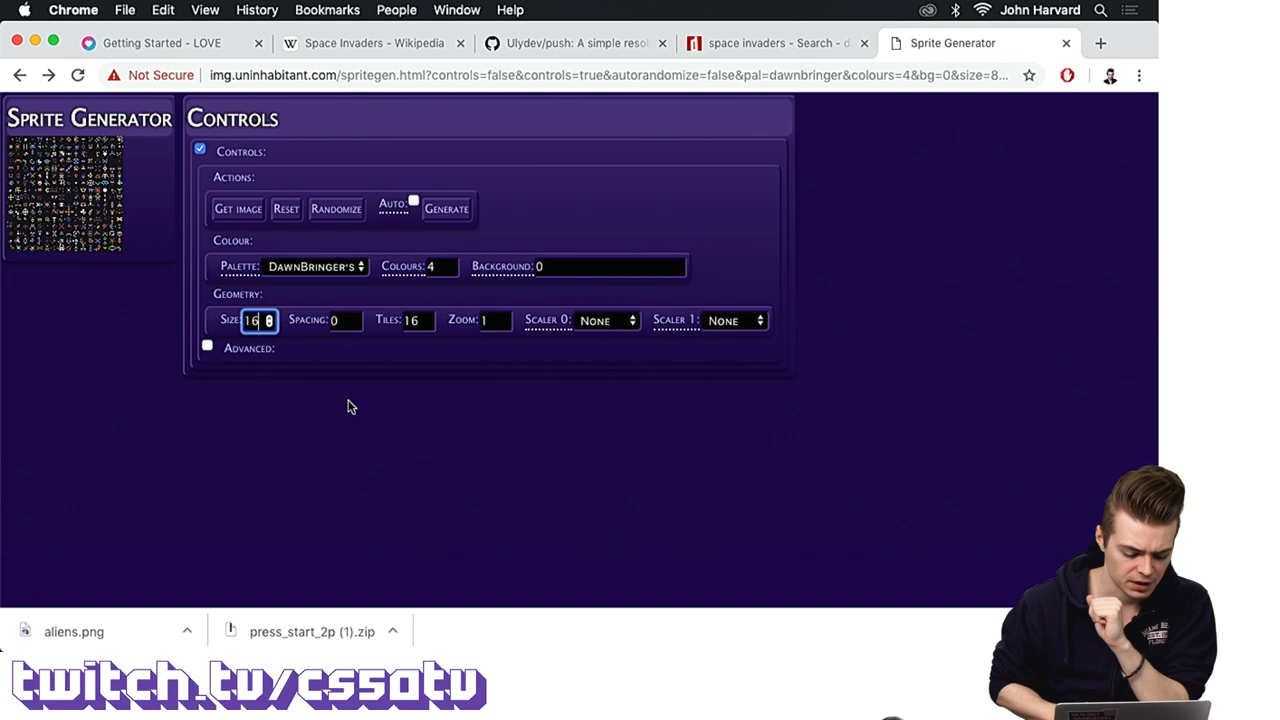 Chrome File Edit View History Bookmarks People Window Help John Harvard
Getting Started - LOVE
Space Invaders - Wikipedia
Ulydev/push: A simple reso
space invaders - Search - d
Sprite Generator
Not Secure img.uninhabitant.com/spritegen.html?controls=false&controls=true&autorandomize=false&pal=dawnbringer&colours=4&bg=0&size=8...
Sprite Generator
Controls
Controls:
Actions:
Get image Reset Randomize Auto: Generate
Colour:
Palette: DawnBringer's Colours: 4 Background: 0
Geometry:
Size: 16 Spacing: 0 Tiles: 16 Zoom: 1 Scaler 0: None Scaler 1: None
Advanced:
aliens.png
press_start_2p (1).zip
twitch.tv/cs50tv